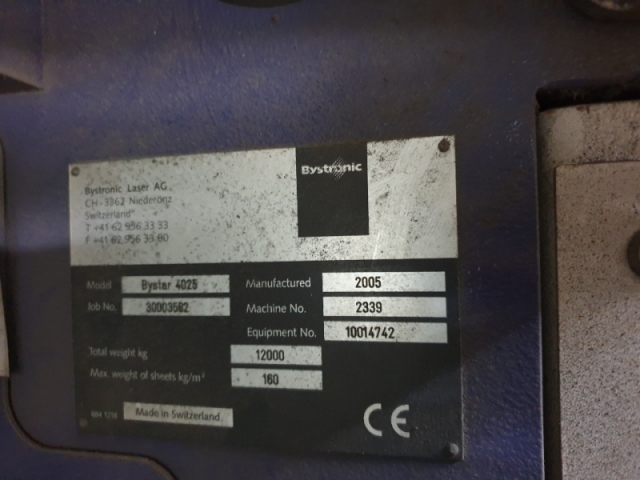 Bystronic
Bystronic Laser AG
CH-3362 Niederönz
Switzerland
T +41 62 956 33 33
F +41 62 956 33 80
Model Bystar 4025
Job No. 30003582
Manufactured 2005
Machine No. 2339
Equipment No. 10014742
Total weight kg 12000
Max. weight of sheets kg/m² 160
Made in Switzerland.
CE